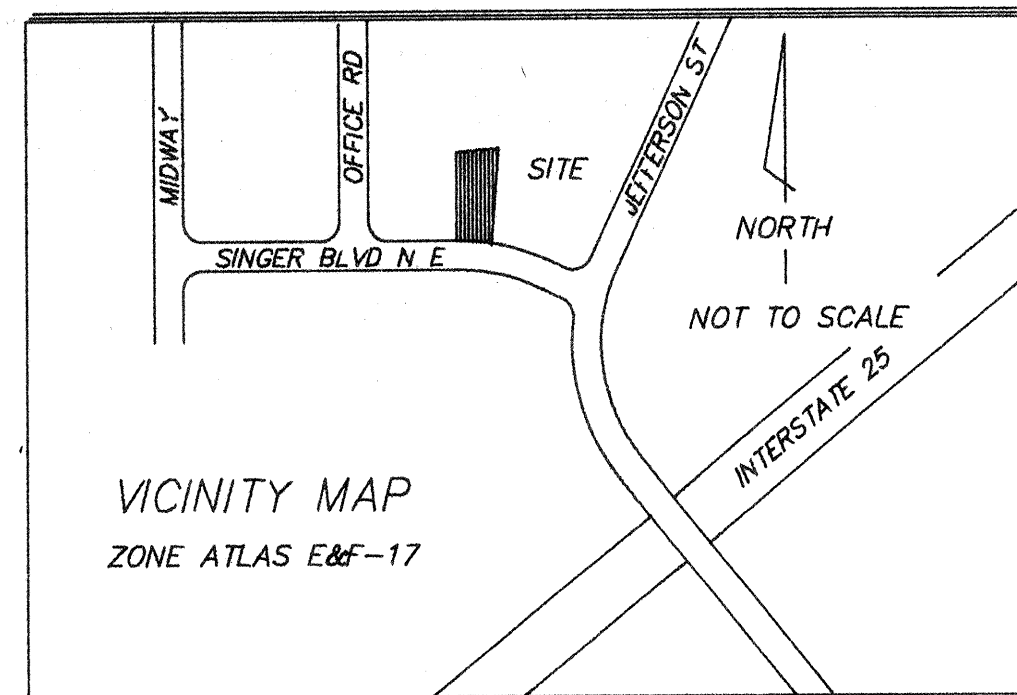 MIDWAY
OFFICE RD
JEFFERSON ST
SITE
NORTH
SINGER BLVD N E
NOT TO SCALE
INTERSTATE 25
VICINITY MAP
ZONE ATLAS E&F-17